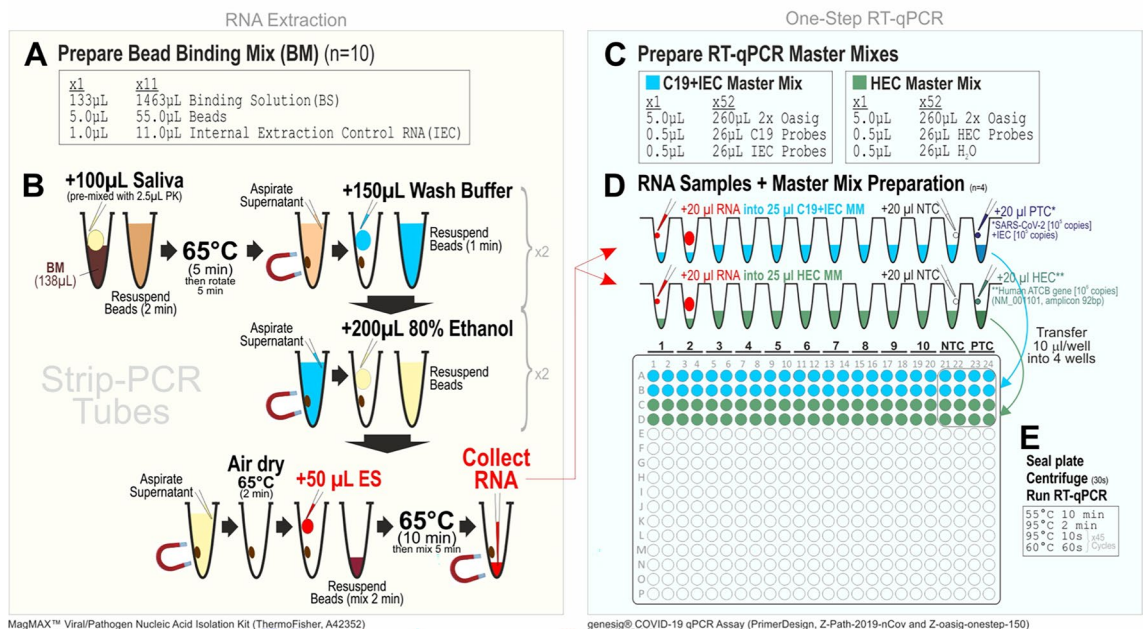 RNA Extraction
A Prepare Bead Binding Mix (BM) (n=10)
x1 x11
133µL 1463µL Binding Solution(BS)
5.0µL 55.0µL Beads
1.0µL 11.0µL Internal Extraction Control RNA(IEC)
B
+100µL Saliva
(pre-mixed with 2.5µL PK)
BM
(138µL)
Resuspend
Beads (2 min)
65°C
(5 min)
then rotate
5 min
Aspirate
Supernatant
+150µL Wash Buffer
Resuspend
Beads (1 min)
x2
Aspirate
Supernatant
+200µL 80% Ethanol
Resuspend
Beads
x2
Strip-PCR
Tubes
Aspirate
Supernatant
Air dry
65°C
(2 min)
+50 µL ES
Resuspend
Beads (mix 2 min)
65°C
(10 min)
then mix 5 min
Collect
RNA
MagMAX™ Viral/Pathogen Nucleic Acid Isolation Kit (ThermoFisher, A42352)
One-Step RT-qPCR
C Prepare RT-qPCR Master Mixes
C19+IEC Master Mix
x1 x52
5.0µL 260µL 2x Oasig
0.5µL 26µL C19 Probes
0.5µL 26µL IEC Probes
HEC Master Mix
x1 x52
5.0µL 260µL 2x Oasig
0.5µL 26µL HEC Probes
0.5µL 26µL H₂O
D RNA Samples + Master Mix Preparation (n=4)
+20 µl RNA into 25 µl C19+IEC MM
+20 µl NTC
+20 µl PTC*
*SARS-CoV-2 copies]
+IEC copies]
+20 µl RNA into 25 µl HEC MM
+20 µl NTC
+20 µl HEC**
**Human ATCB gene copies]
(NM_001101, amplicon 92bp)
Transfer
10 µl/well
into 4 wells
1 2 3 4 5 6 7 8 9 10 NTC PTC
1 2 3 4 5 6 7 8 9 10 11 12 13 14 15 16 17 18 19 20 21 22 23 24
A
B
C
D
E
F
G
H
I
J
K
L
M
N
O
P
E
Seal plate
Centrifuge (30s)
Run RT-qPCR
55°C 10 min
95°C 2 min
95°C 10s
60°C 60s
x45
Cycles
genesig® COVID-19 qPCR Assay (PrimerDesign, Z-Path-2019-nCov and Z-oasig-onestep-150)